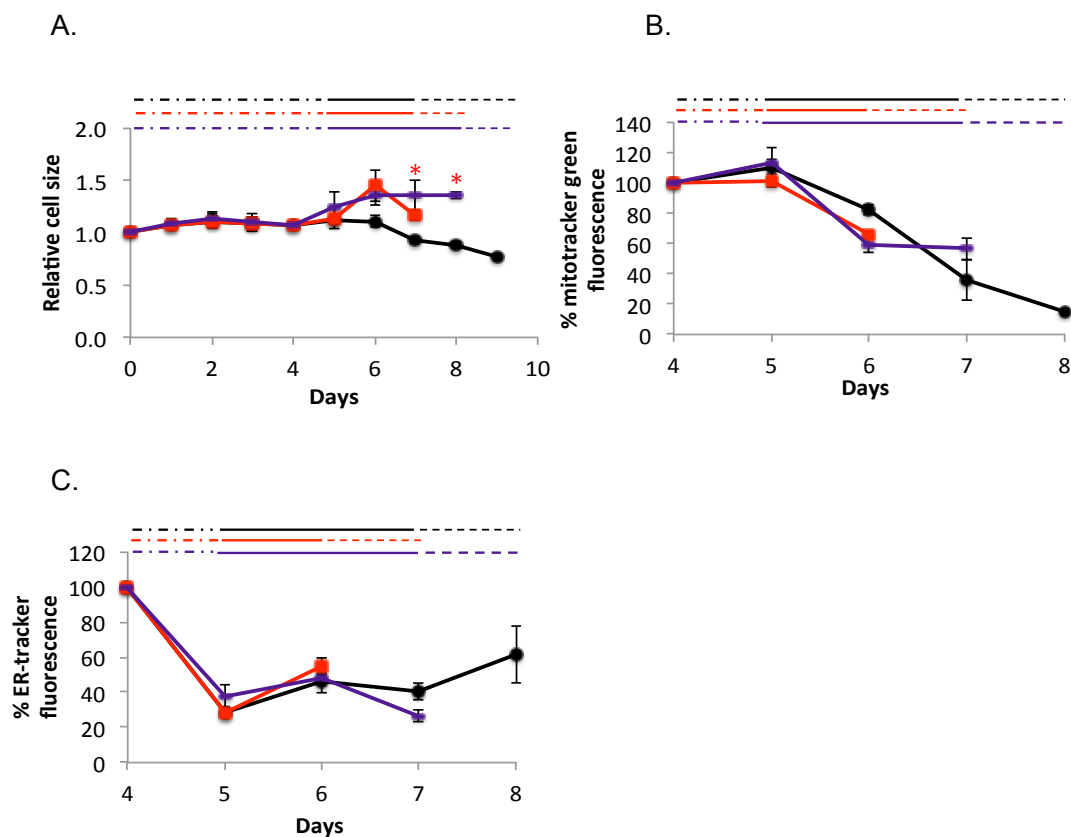 A.
2.0
1.5
1.0
0.5
0.0
Relative cell size
* *
0 2 4 6 8 10
Days
B.
140
120
100
80
60
40
20
0
% mitotracker green
fluorescence
4 5 6 7 8
Days
C.
120
100
80
60
40
20
0
% ER-tracker
fluorescence
4 5 6 7 8
Days